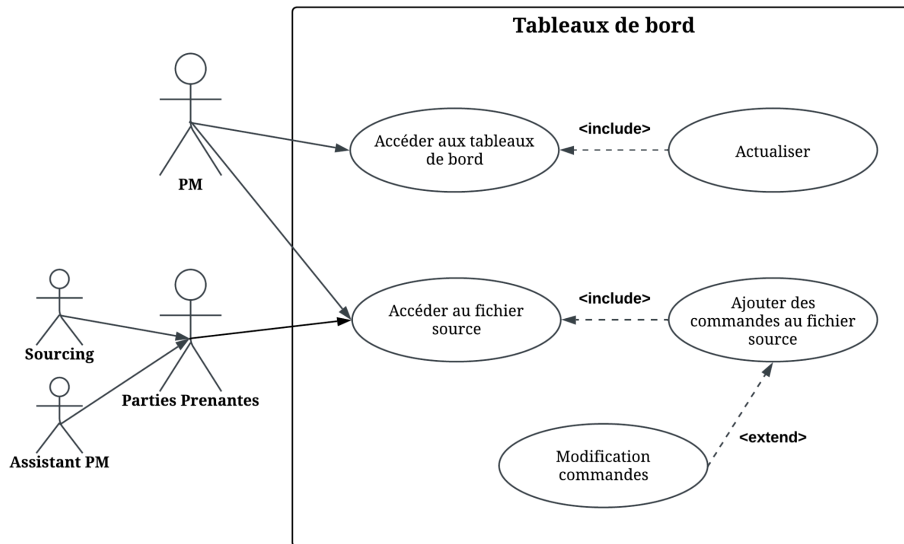 Tableaux de bord
PM
Accéder aux tableaux
de bord
<include>
Actualiser
Sourcing
Assistant PM
Parties Prenantes
Accéder au fichier
source
<include>
Ajouter des
commandes au fichier
source
<extend>
Modification
commandes